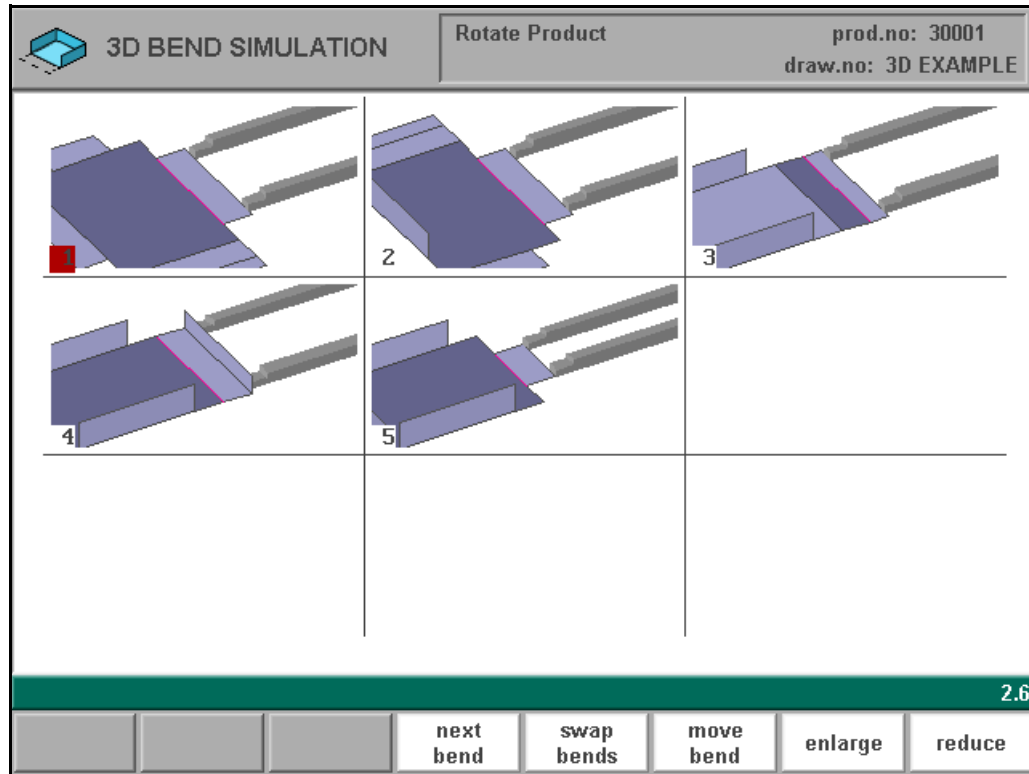 3D BEND SIMULATION
Rotate Product
prod.no: 30001
draw.no: 3D EXAMPLE
1
2
3
4
5
2.6
next bend
swap bends
move bend
enlarge
reduce